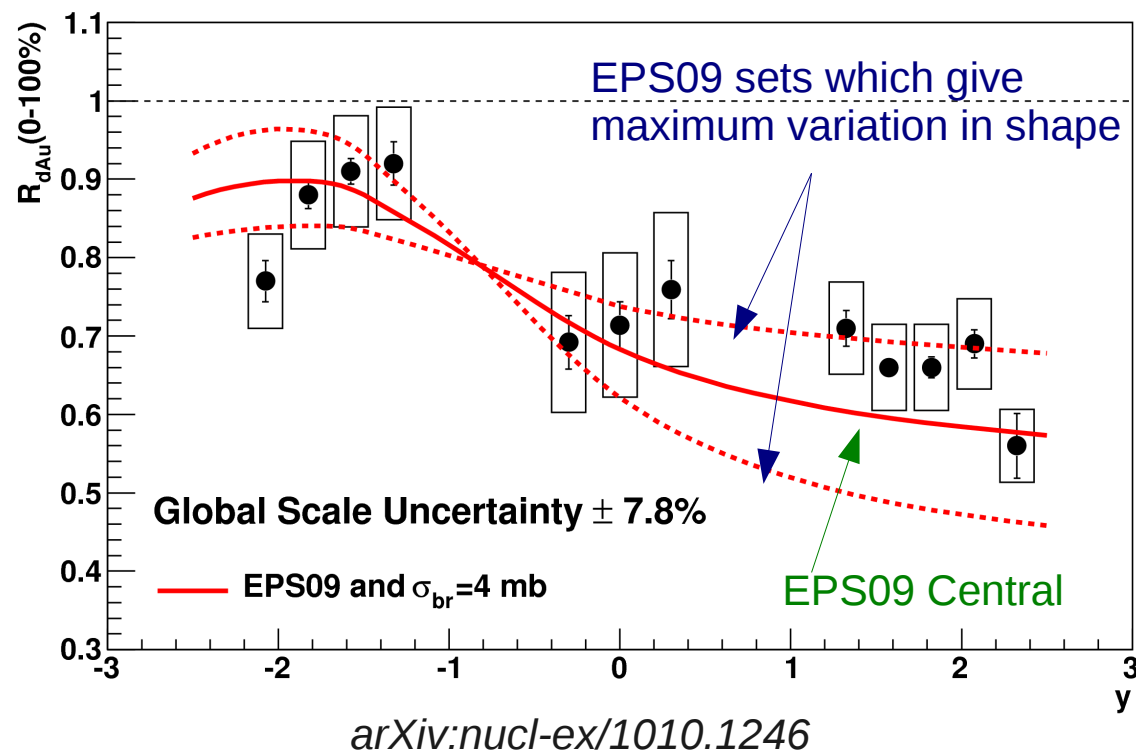 R_dAu(0-100%)
1.1
1
0.9
0.8
0.7
0.6
0.5
0.4
0.3
EPS09 sets which give
maximum variation in shape
Global Scale Uncertainty ± 7.8%
EPS09 and σ_br=4 mb
EPS09 Central
-3 -2 -1 0 1 2 3
y
arXiv:nucl-ex/1010.1246